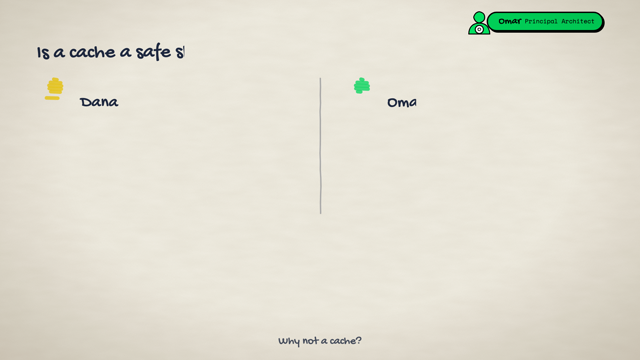 Omar Principal Architect
Is a cache a safe s
Dana
Oma
Why not a cache?